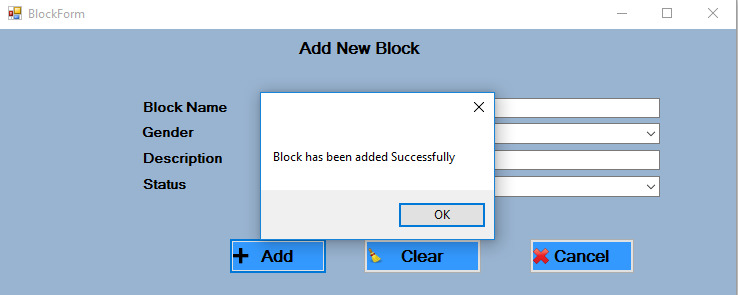 BlockForm
Add New Block
Block Name
Gender
Block has been added Successfully
Description
Status
OK
Add Clear Cancel